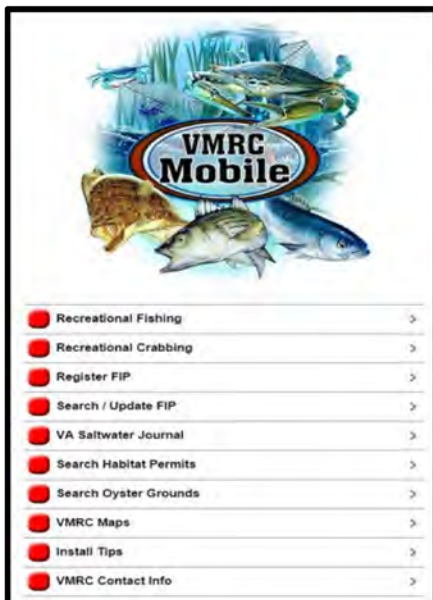 VMRC
Mobile
Recreational Fishing
Recreational Crabbing
Register FIP
Search / Update FIP
VA Saltwater Journal
Search Habitat Permits
Search Oyster Grounds
VMRC Maps
Install Tips
VMRC Contact Info